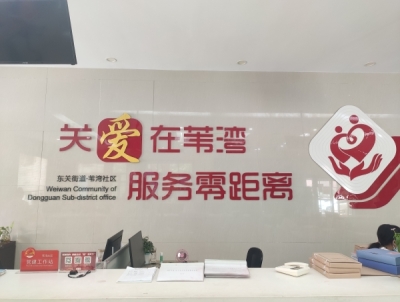 关爱在苇湾
东关街道·苇湾社区
Weiwan Community of
Dongguan Sub-district office
服务零距离